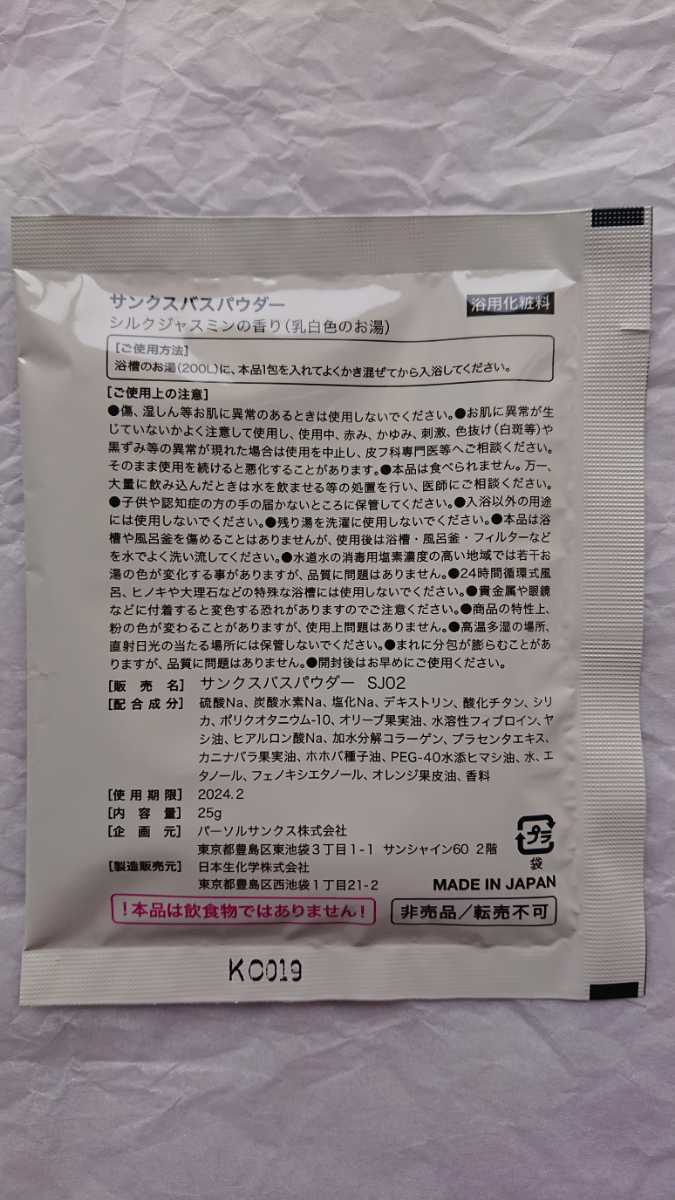 サンクスバスパウダー
浴用化粧料
シルクジャスミンの香り(乳白色のお湯)
[ご使用方法]
浴槽のお湯(200L)に、本品1包を入れてよくかき混ぜてから入浴してください。
[ご使用上の注意]
●傷、湿しん等お肌に異常のあるときは使用しないでください。●お肌に異常が生
じていないかよく注意して使用し、使用中、赤み、かゆみ、刺激、色抜け(白斑等)や
黒ずみ等の異常が現れた場合は使用を中止し、皮フ科専門医等へご相談ください。
そのまま使用を続けると悪化することがあります。●本品は食べられません。万一、
大量に飲み込んだときは水を飲ませる等の処置を行い、医師にご相談ください。
●子供や認知症の方の手の届かないところに保管してください。●入浴以外の用途
には使用しないでください。●残り湯を洗濯に使用しないでください。●本品は浴
槽や風呂釜を傷めることはありませんが、使用後は浴槽・風呂釜・フィルターなど
を水でよく洗い流してください。●水道水の消毒用塩素濃度の高い地域では若干お
湯の色が変化する事がありますが、品質に問題はありません。●24時間循環式風
呂、ヒノキや大理石などの特殊な浴槽には使用しないでください。●貴金属や眼鏡
などに付着すると変色する恐れがありますのでご注意ください。●商品の特性上、
粉の色が変わることがありますが、使用上問題はありません。●高温多湿の場所、
直射日光の当たる場所には保管しないでください。●まれに分包が膨らむことがあ
りますが、品質に問題はありません。●開封後はお早めにご使用ください。
[販売名] サンクスバスパウダー SJ02
[配合成分] 硫酸Na、炭酸水素Na、塩化Na、デキストリン、酸化チタン、シリ
カ、ポリクオタニウム-10、オリーブ果実油、水溶性フィブロイン、ヤ
シ油、ヒアルロン酸Na、加水分解コラーゲン、プラセンタエキス、
カニナバラ果実油、ホホバ種子油、PEG-40水添ヒマシ油、水、エ
タノール、フェノキシエタノール、オレンジ果皮油、香料
[使用期限] 2024.2
[内容量] 25g
[企画元] パーソルサンクス株式会社
東京都豊島区東池袋3丁目1-1 サンシャイン60 2階
[製造販売元] 日本生化学株式会社
東京都豊島区西池袋1丁目21-2
プラ
袋
MADE IN JAPAN
!本品は飲食物ではありません!
非売品/転売不可
KC019